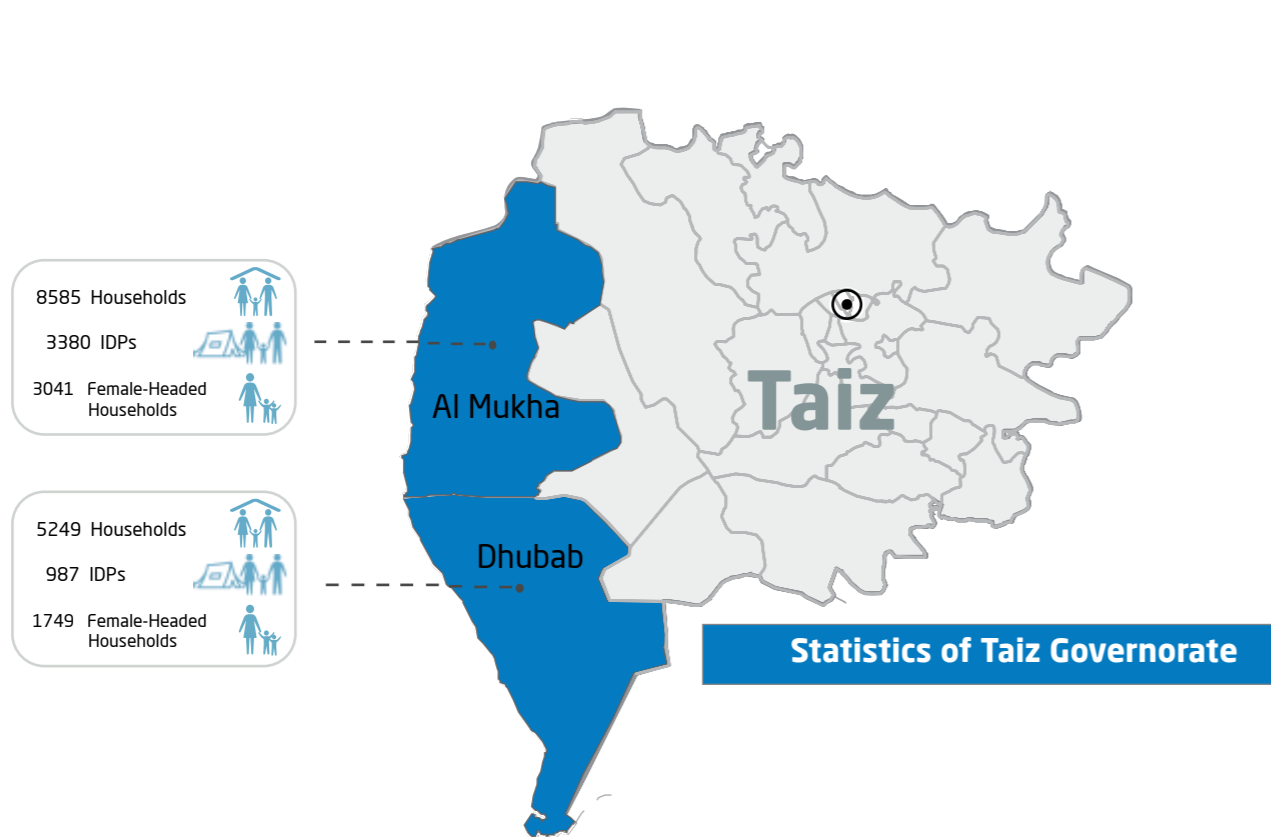 8585 Households
3380 IDPs
3041 Female-Headed
Households
Al Mukha
Taiz
5249 Households
987 IDPs
1749 Female-Headed
Households
Dhubab
Statistics of Taiz Governorate